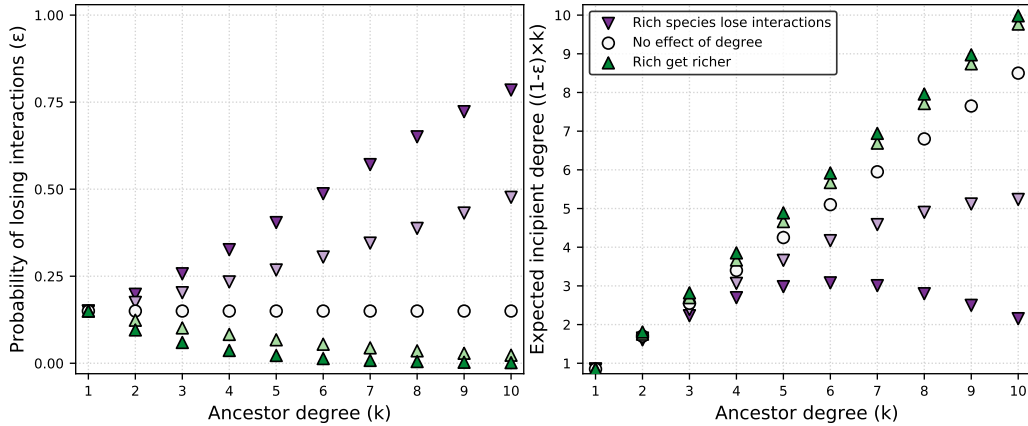 Probability of losing interactions (ε)
1.00
0.75
0.50
0.25
0.00
1 2 3 4 5 6 7 8 9 10
Ancestor degree (k)
Expected incipient degree ((1-ε)×k)
10
9
8
7
6
5
4
3
2
1
Rich species lose interactions
No effect of degree
Rich get richer
1 2 3 4 5 6 7 8 9 10
Ancestor degree (k)